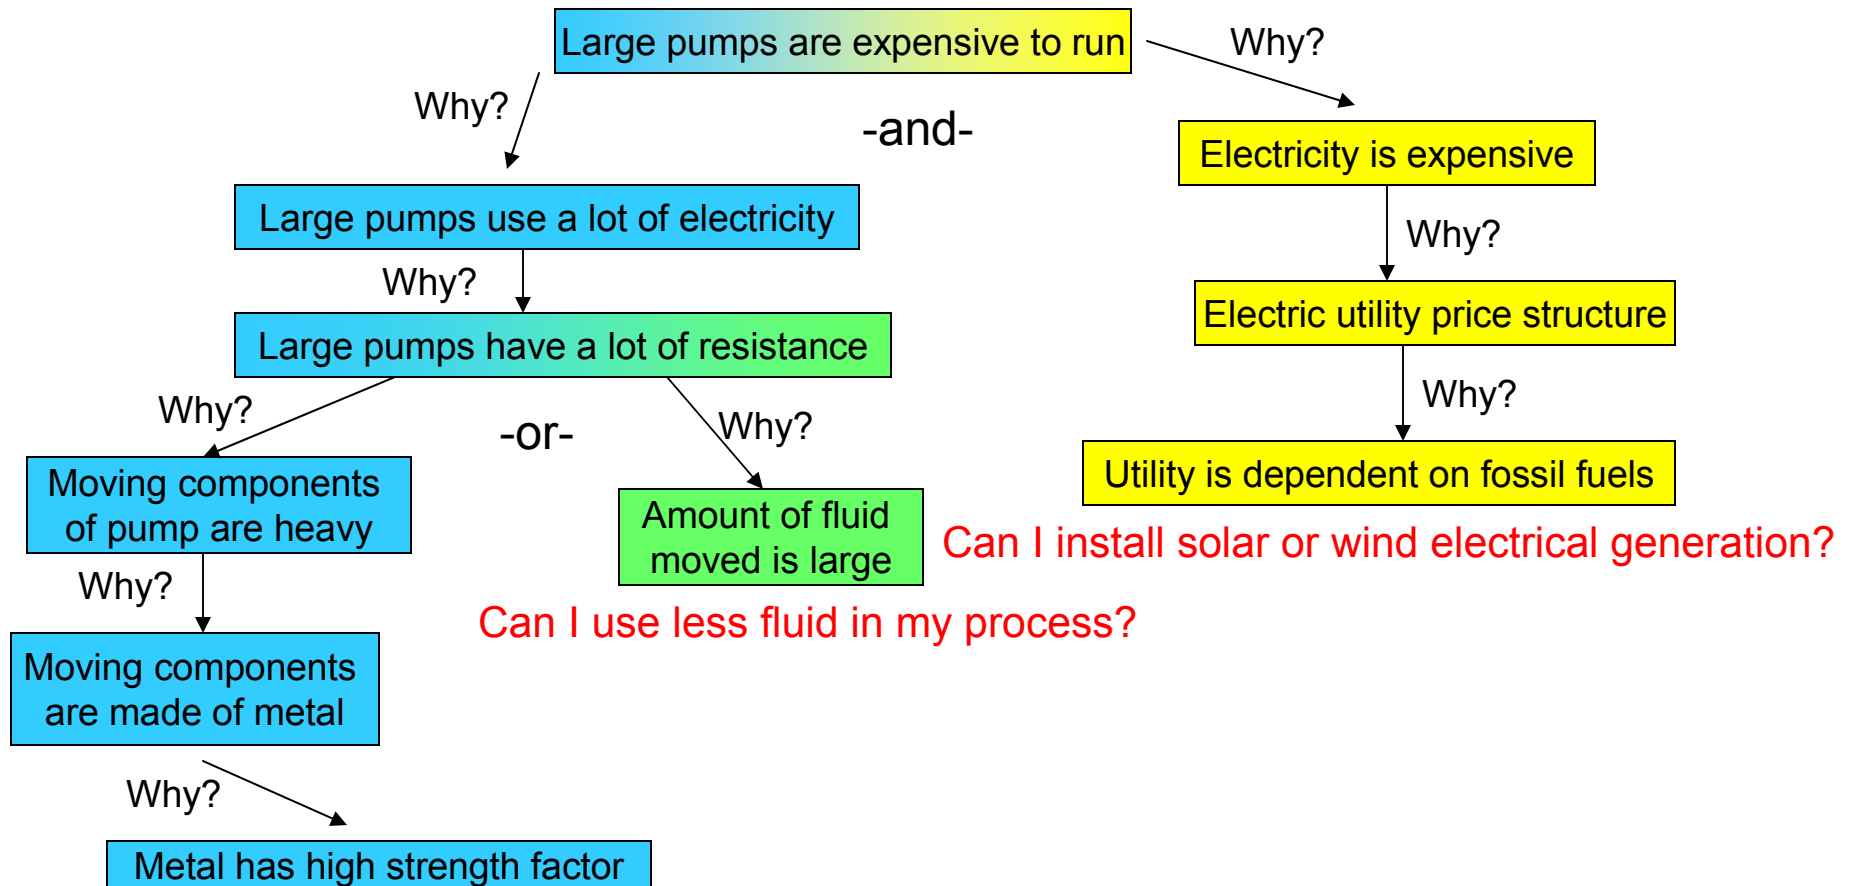 Large pumps are expensive to run
Why?
Why?
-and-
Electricity is expensive
Large pumps use a lot of electricity
Why?
Why?
Electric utility price structure
Large pumps have a lot of resistance
Why?
Why?
-or-
Why?
Utility is dependent on fossil fuels
Moving components
of pump are heavy
Amount of fluid
moved is large
Can I install solar or wind electrical generation?
Why?
Can I use less fluid in my process?
Moving components
are made of metal
Why?
Metal has high strength factor